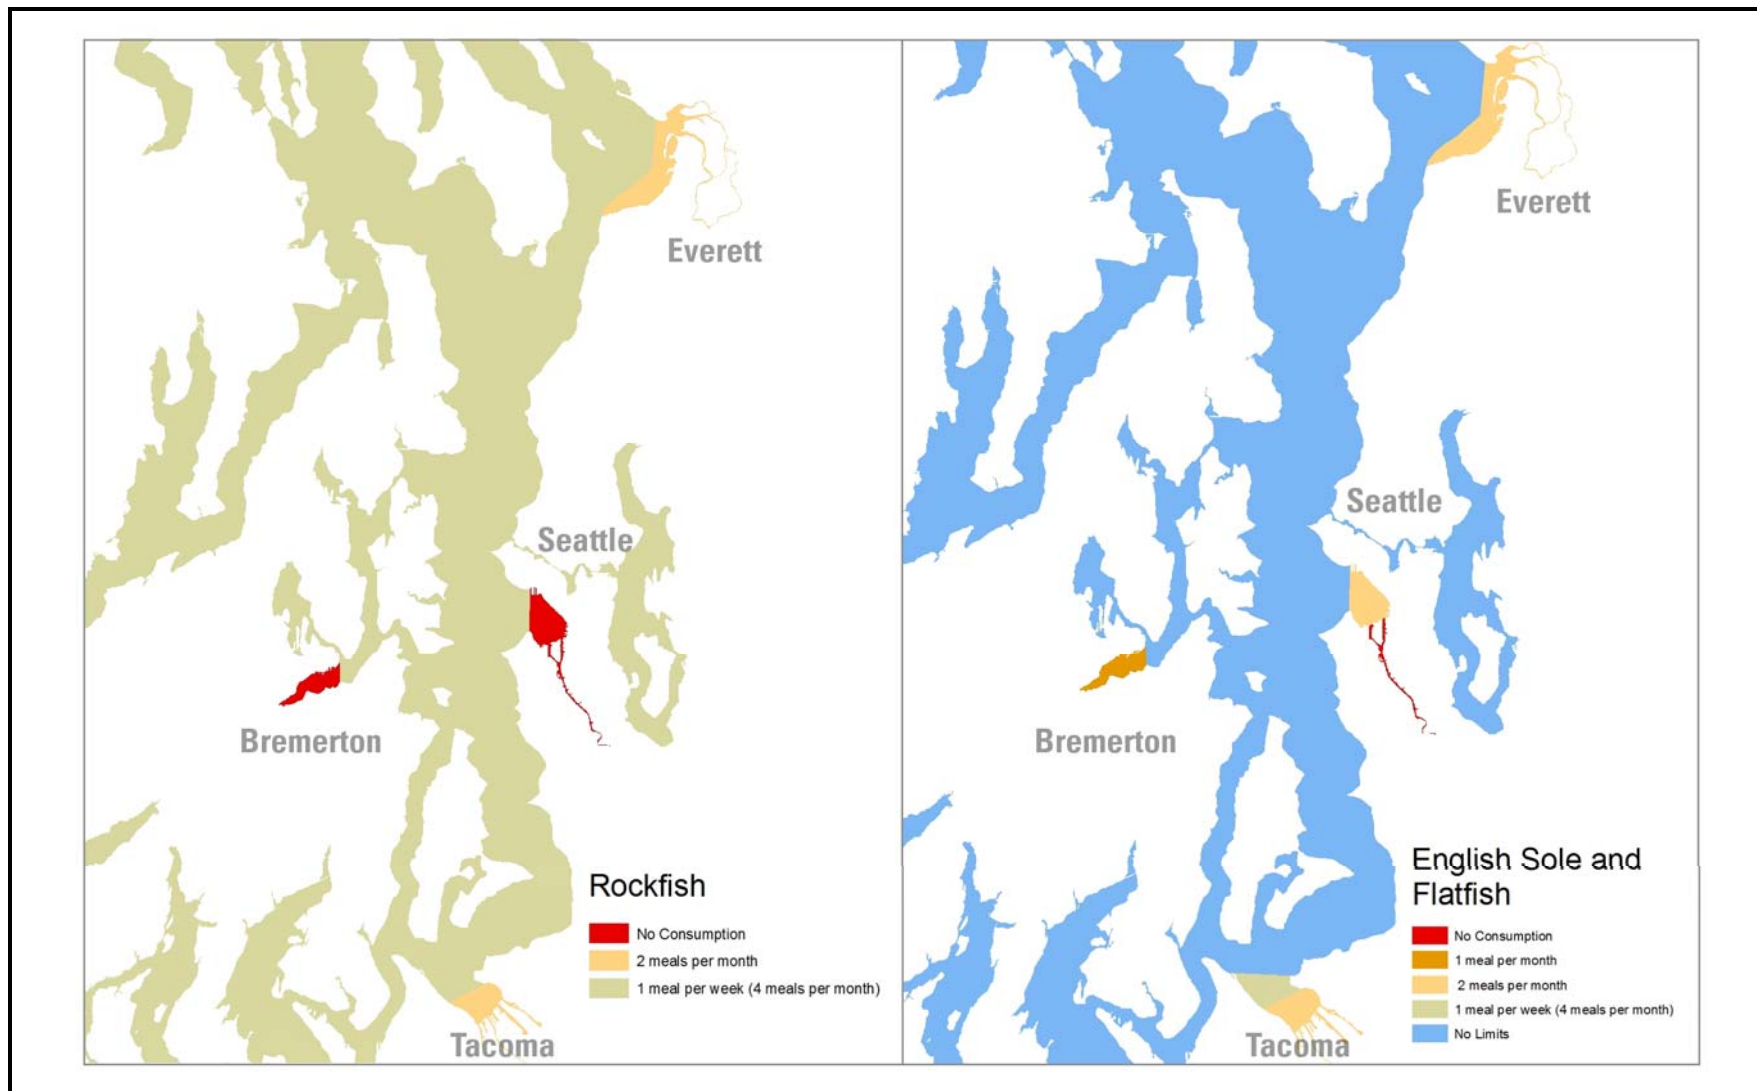 Everett
Seattle
Bremerton
Rockfish
No Consumption
2 meals per month
1 meal per week (4 meals per month)
Tacoma
Everett
Seattle
Bremerton
English Sole and
Flatfish
No Consumption
1 meal per month
2 meals per month
1 meal per week (4 meals per month)
No Limits
Tacoma